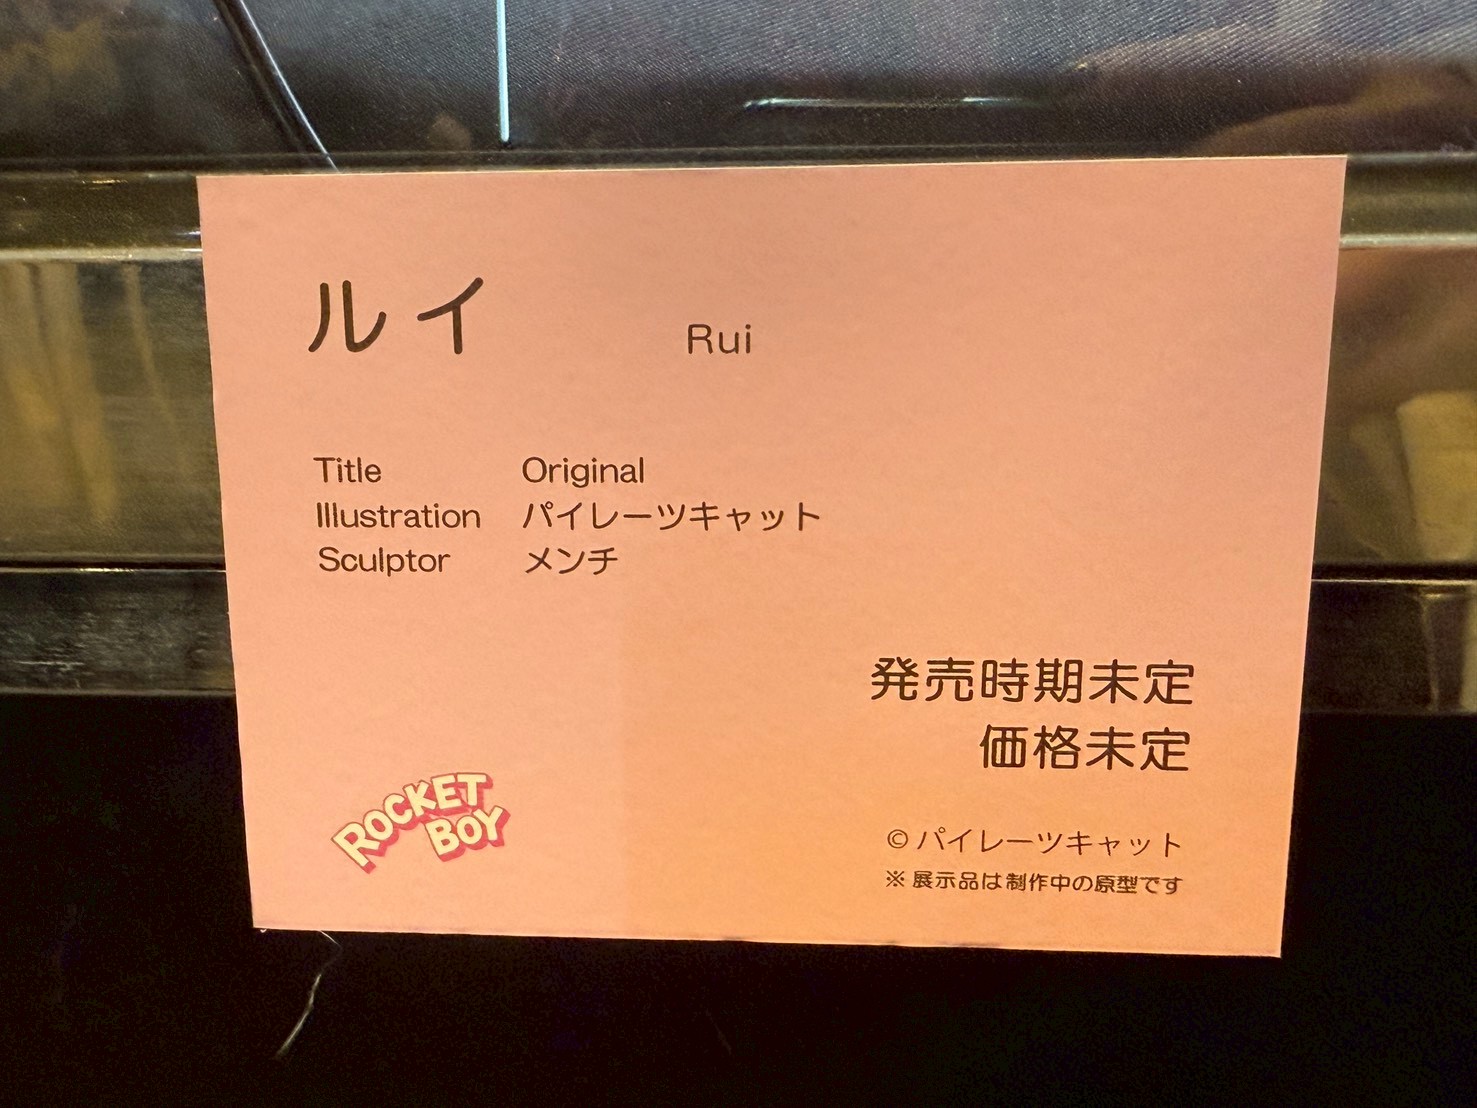 ルイ Rui
Title Original
Illustration パイレーツキャット
Sculptor メンチ
発売時期未定
価格未定
ROCKET
BOY
© パイレーツキャット
※ 展示品は制作中の原型です